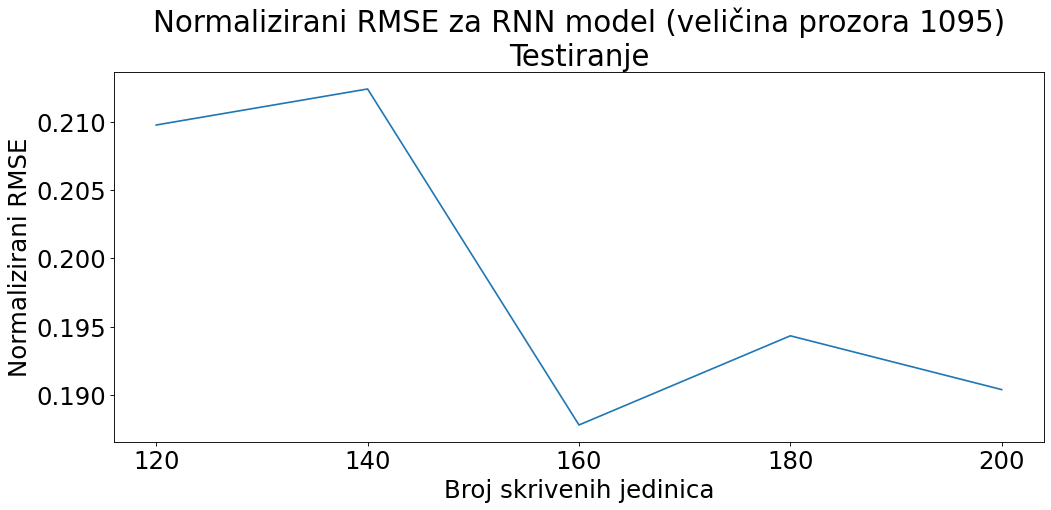 Normalizirani RMSE za RNN model (veličina prozora 1095)
Testiranje
Normalizirani RMSE
0.210
0.205
0.200
0.195
0.190
120 140 160 180 200
Broj skrivenih jedinica